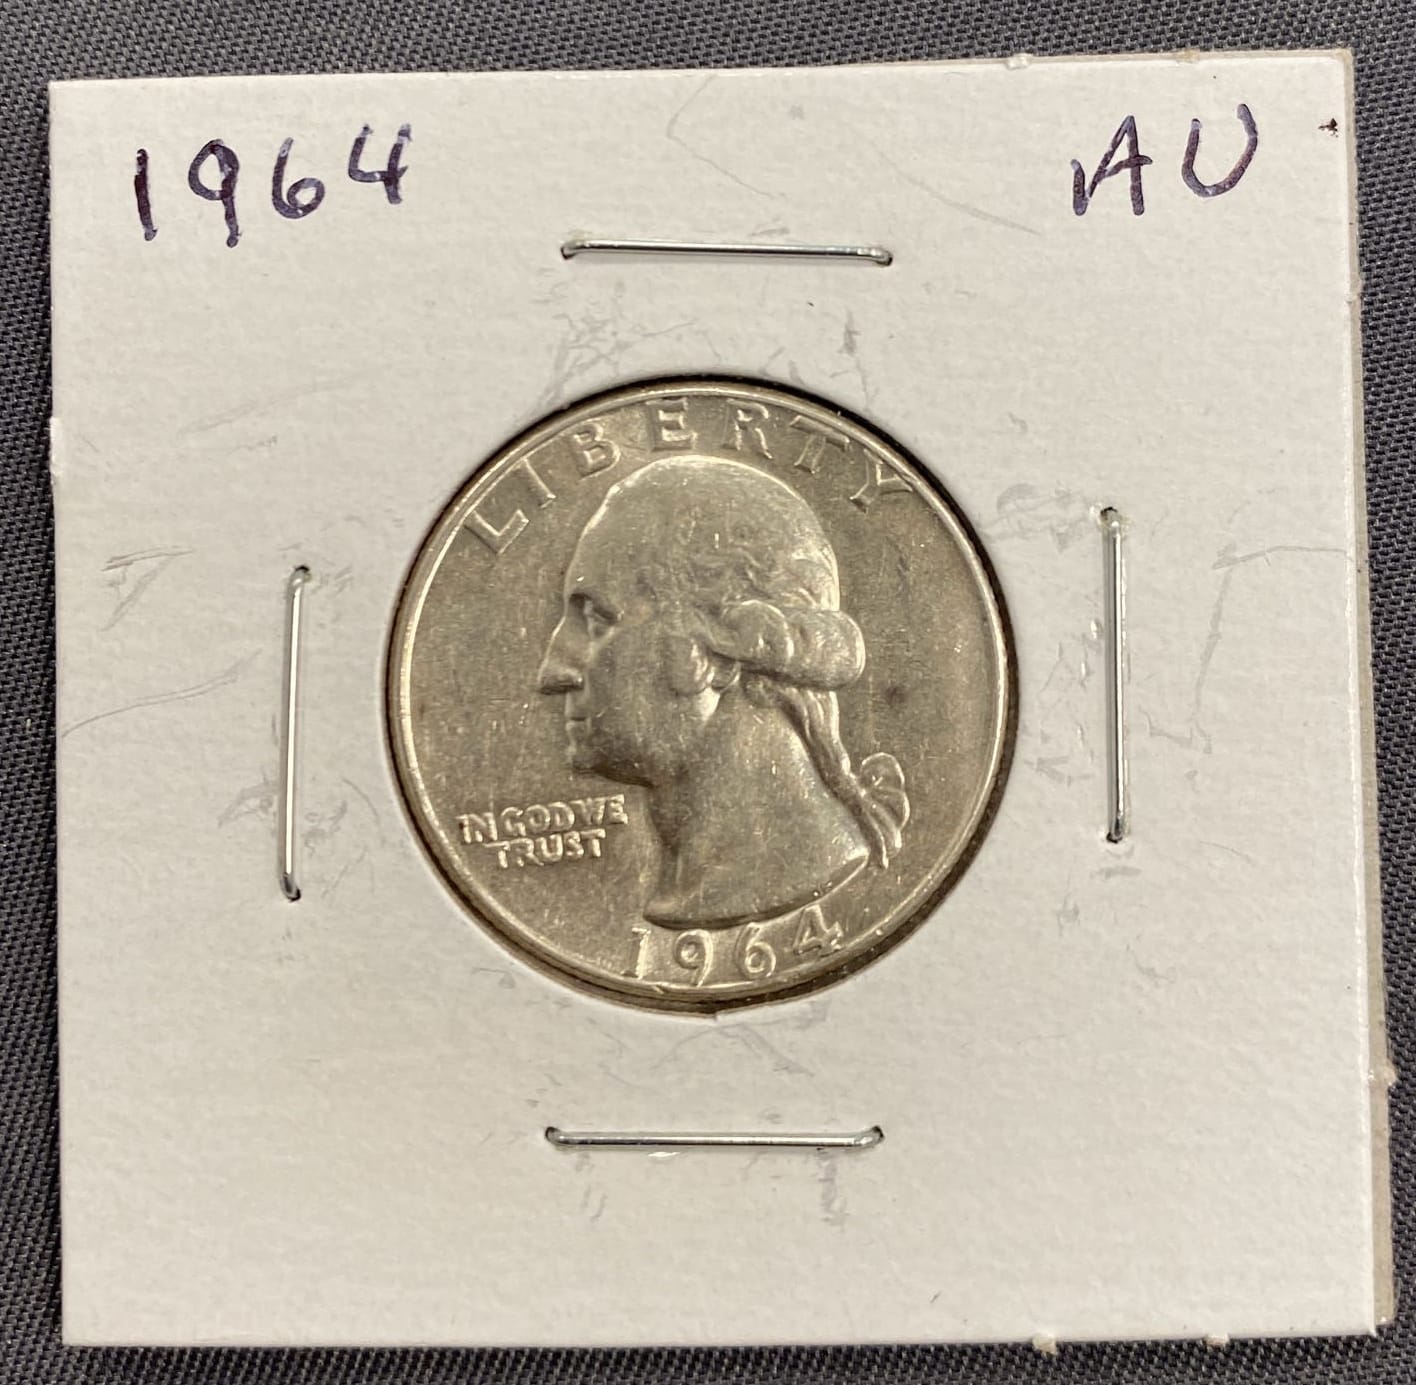 1964 AU
LIBERTY
IN GOD WE
TRUST
1964